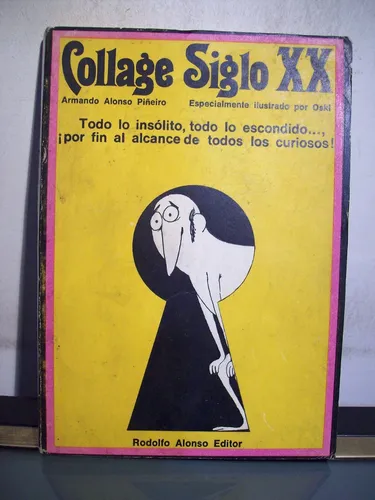 Collage Siglo XX
Armando Alonso Piñeiro Especialmente ilustrado por Oski
Todo lo insólito, todo lo escondido...,
¡por fin al alcance de todos los curiosos!
Rodolfo Alonso Editor